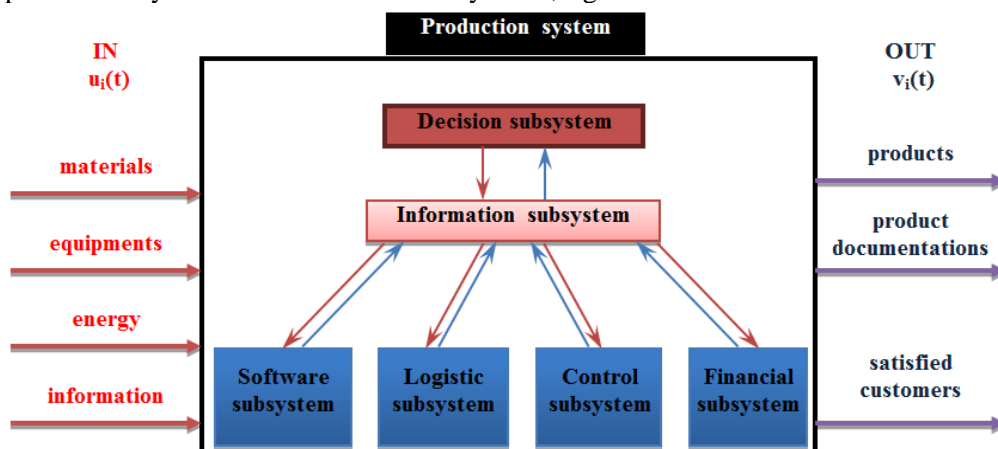 Production system
IN
uᵢ(t)
OUT
vᵢ(t)
Decision subsystem
materials
products
Information subsystem
equipments
product
documentations
energy
information
Software
subsystem
Logistic
subsystem
Control
subsystem
Financial
subsystem
satisfied
customers